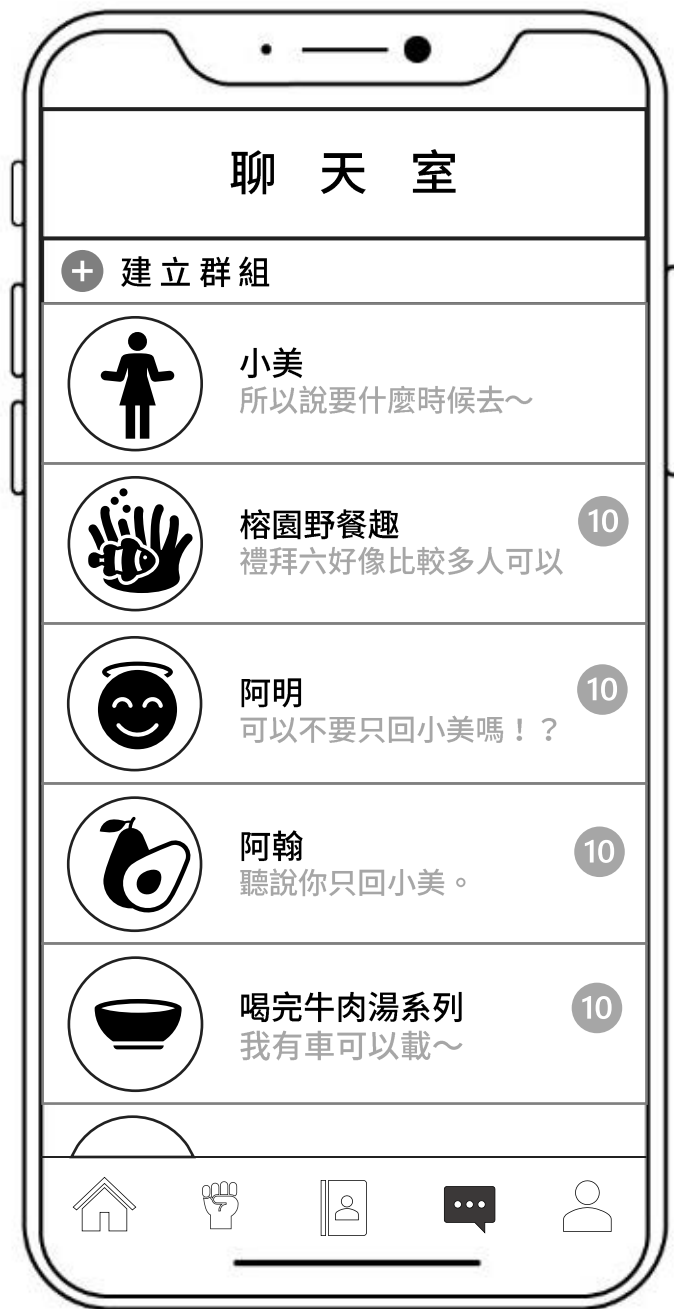 聊天室
建立群組
小美
所以說要什麼時候去～
榕園野餐趣
10
禮拜六好像比較多人可以
阿明
10
可以不要只回小美嗎！？
阿翰
10
聽說你只回小美。
喝完牛肉湯系列
10
我有車可以載～